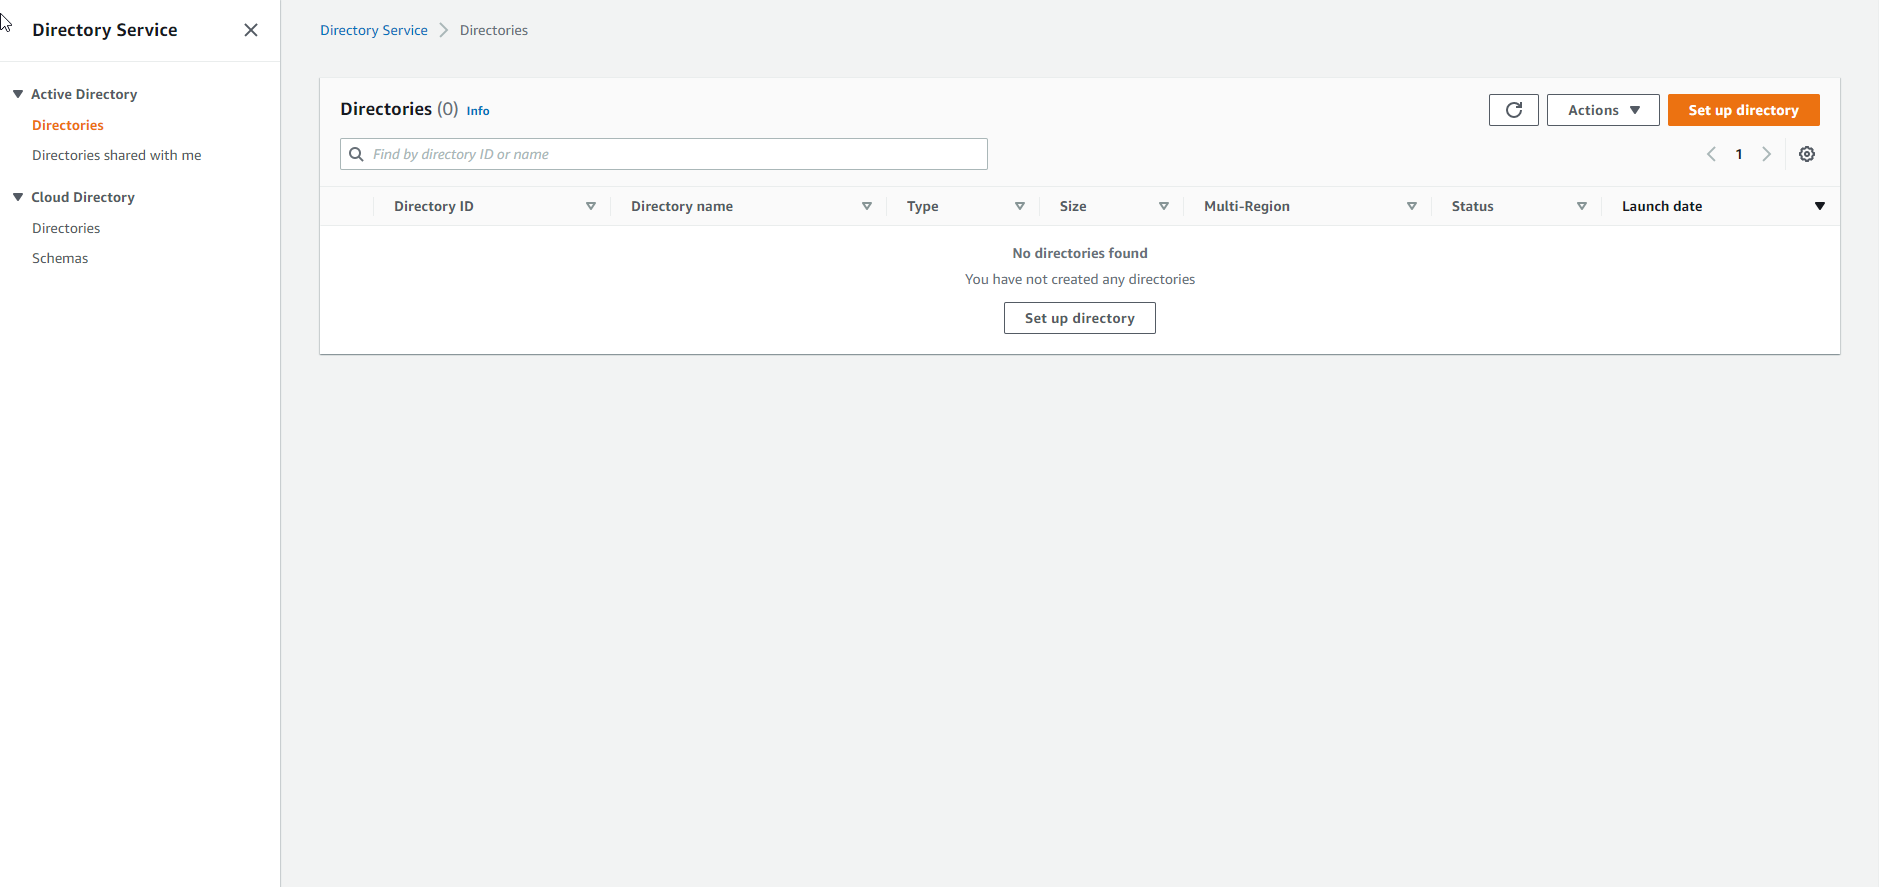 Directory Service
Active Directory
Directories
Directories shared with me
Cloud Directory
Directories
Schemas
Directory Service Directories
Directories (0) Info
Actions
Set up directory
Find by directory ID or name
1
Directory ID Directory name Type Size Multi-Region Status Launch date
No directories found
You have not created any directories
Set up directory